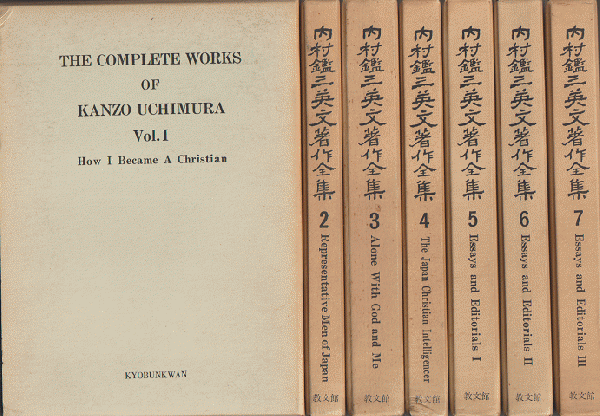 THE COMPLETE WORKS
OF
KANZO UCHIMURA
Vol. 1
How I Became A Christian
KYOBUNKWAN
内村鑑三英文著作全集
2
Representative Men of Japan
教文館
内村鑑三英文著作全集
3
Alone With God and Me
教文館
内村鑑三英文著作全集
4
The Japan Christian Intelligencer
教文館
内村鑑三英文著作全集
5
Essays and Editorials I
教文館
内村鑑三英文著作全集
6
Essays and Editorials II
教文館
内村鑑三英文著作全集
7
Essays and Editorials III
教文館